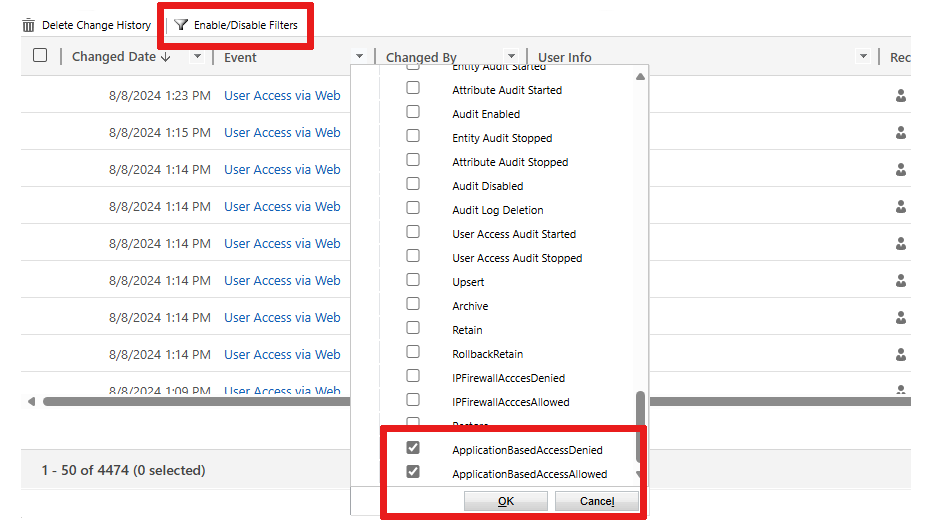 Delete Change History Enable/Disable Filters
Changed Date Event Changed By User Info Rec
Entity Audit Started
8/8/2024 1:23 PM User Access via Web Attribute Audit Started
Audit Enabled
8/8/2024 1:15 PM User Access via Web Entity Audit Stopped
8/8/2024 1:14 PM User Access via Web Attribute Audit Stopped
Audit Disabled
8/8/2024 1:14 PM User Access via Web Audit Log Deletion
User Access Audit Started
8/8/2024 1:14 PM User Access via Web User Access Audit Stopped
8/8/2024 1:14 PM User Access via Web Upsert
Archive
8/8/2024 1:14 PM User Access via Web Retain
8/8/2024 1:14 PM User Access via Web RollbackRetain
IPFirewallAcccesDenied
8/8/2024 1:09 PM User Access via Web IPFirewallAcccesAllowed
Restore
ApplicationBasedAccessDenied
1 - 50 of 4474 (0 selected) ApplicationBasedAccessAllowed
OK Cancel